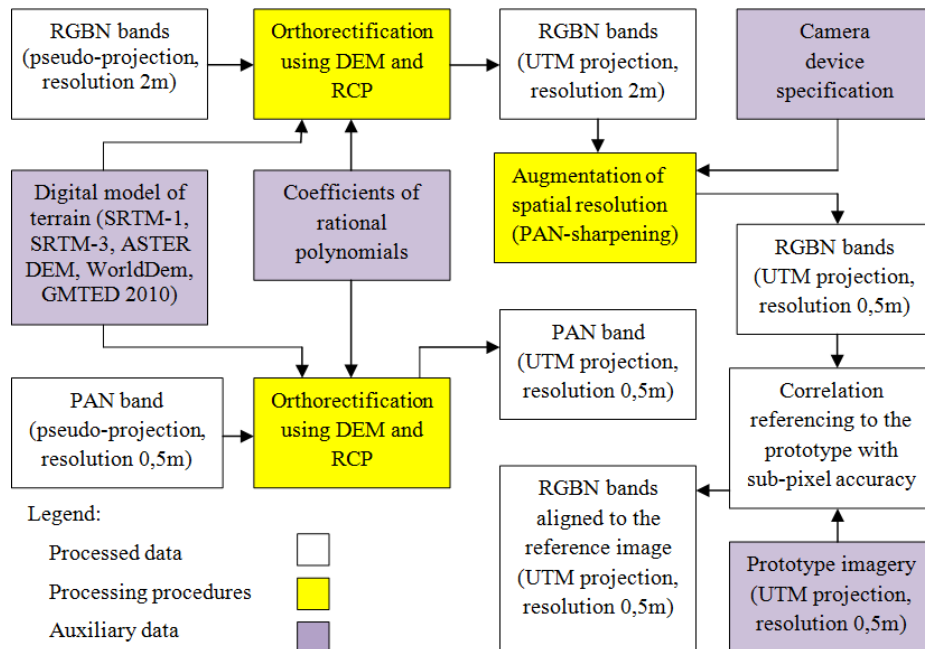 RGBN bands
(pseudo-projection,
resolution 2m)
Orthorectification
using DEM and
RCP
RGBN bands
(UTM projection,
resolution 2m)
Camera
device
specification
Digital model of
terrain (SRTM-1,
SRTM-3, ASTER
DEM, WorldDem,
GMTED 2010)
Coefficients of
rational
polynomials
Augmentation of
spatial resolution
(PAN-sharpening)
RGBN bands
(UTM projection,
resolution 0,5m)
PAN band
(UTM projection,
resolution 0,5m)
PAN band
(pseudo-projection,
resolution 0,5m)
Orthorectification
using DEM and
RCP
Correlation
referencing to the
prototype with
sub-pixel accuracy
RGBN bands
aligned to the
reference image
(UTM projection,
resolution 0,5m)
Prototype imagery
(UTM projection,
resolution 0,5m)
Legend:
Processed data
Processing procedures
Auxiliary data